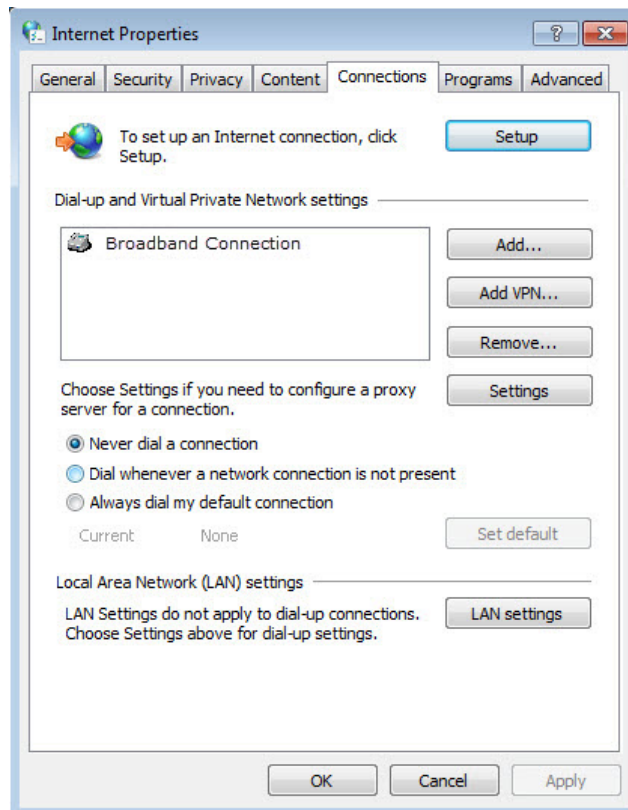 Internet Properties
General Security Privacy Content Connections Programs Advanced
To set up an Internet connection, click
Setup.
Setup
Dial-up and Virtual Private Network settings
Broadband Connection
Add...
Add VPN...
Remove...
Choose Settings if you need to configure a proxy
server for a connection.
Settings
Never dial a connection
Dial whenever a network connection is not present
Always dial my default connection
Current None
Set default
Local Area Network (LAN) settings
LAN Settings do not apply to dial-up connections.
Choose Settings above for dial-up settings.
LAN settings
OK Cancel Apply